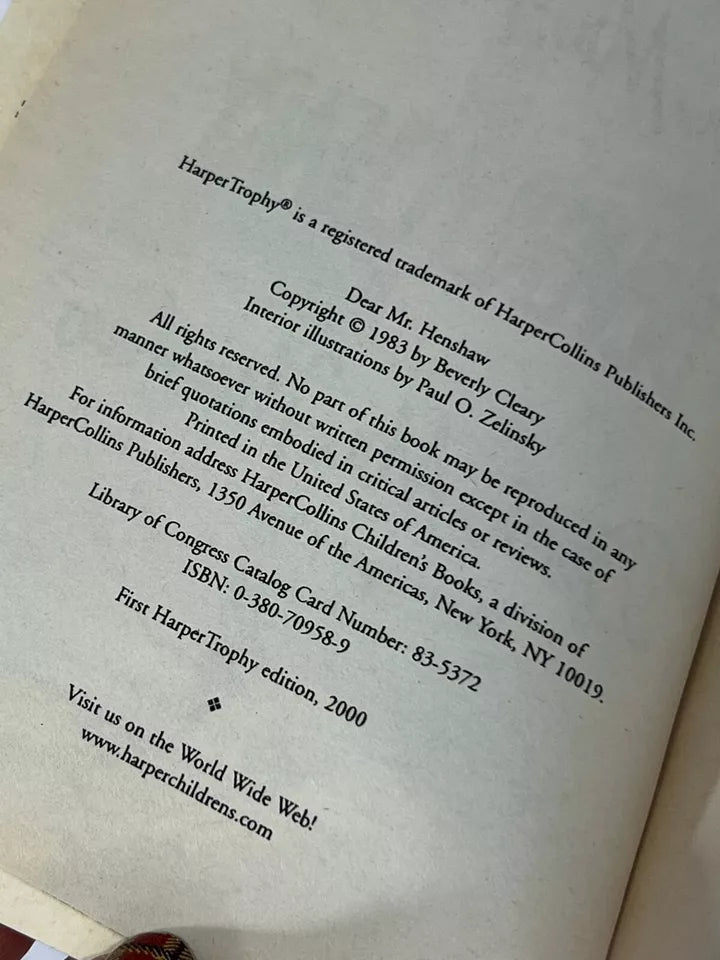 HarperTrophy® is a registered trademark of HarperCollins Publishers Inc.
Dear Mr. Henshaw
Copyright © 1983 by Beverly Cleary
Interior illustrations by Paul O. Zelinsky
All rights reserved. No part of this book may be reproduced in any
manner whatsoever without written permission except in the case of
brief quotations embodied in critical articles or reviews.
Printed in the United States of America.
For information address HarperCollins Children's Books, a division of
HarperCollins Publishers, 1350 Avenue of the Americas, New York, NY 10019.
Library of Congress Catalog Card Number: 83-5372
ISBN: 0-380-70958-9
First HarperTrophy edition, 2000
Visit us on the World Wide Web!
www.harperchildrens.com